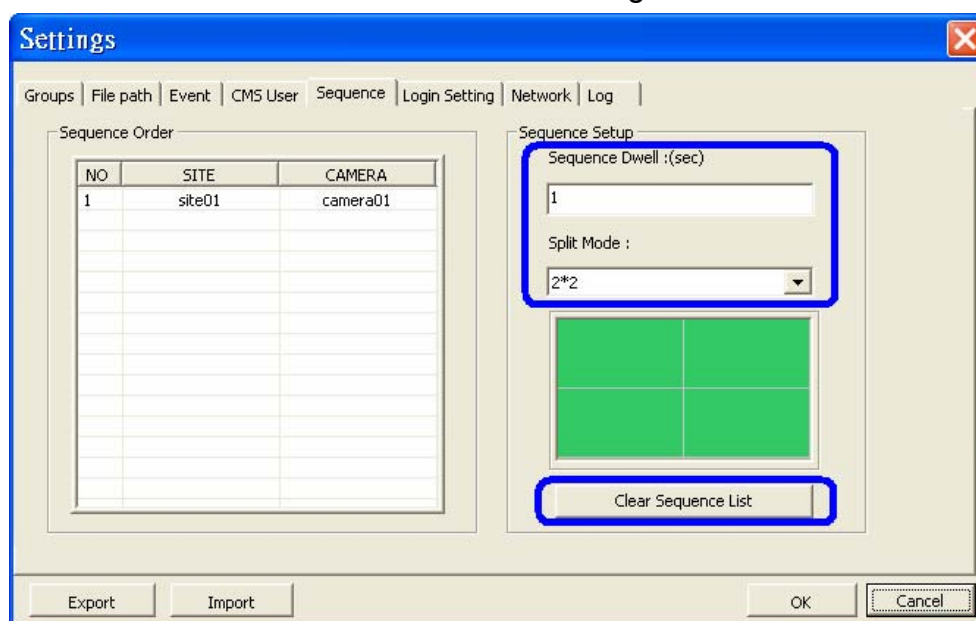 Settings
Groups File path Event CMS User Sequence Login Setting Network Log
Sequence Order
NO SITE CAMERA
1 site01 camera01
Sequence Setup
Sequence Dwell :(sec)
1
Split Mode :
2*2
Clear Sequence List
Export Import OK Cancel